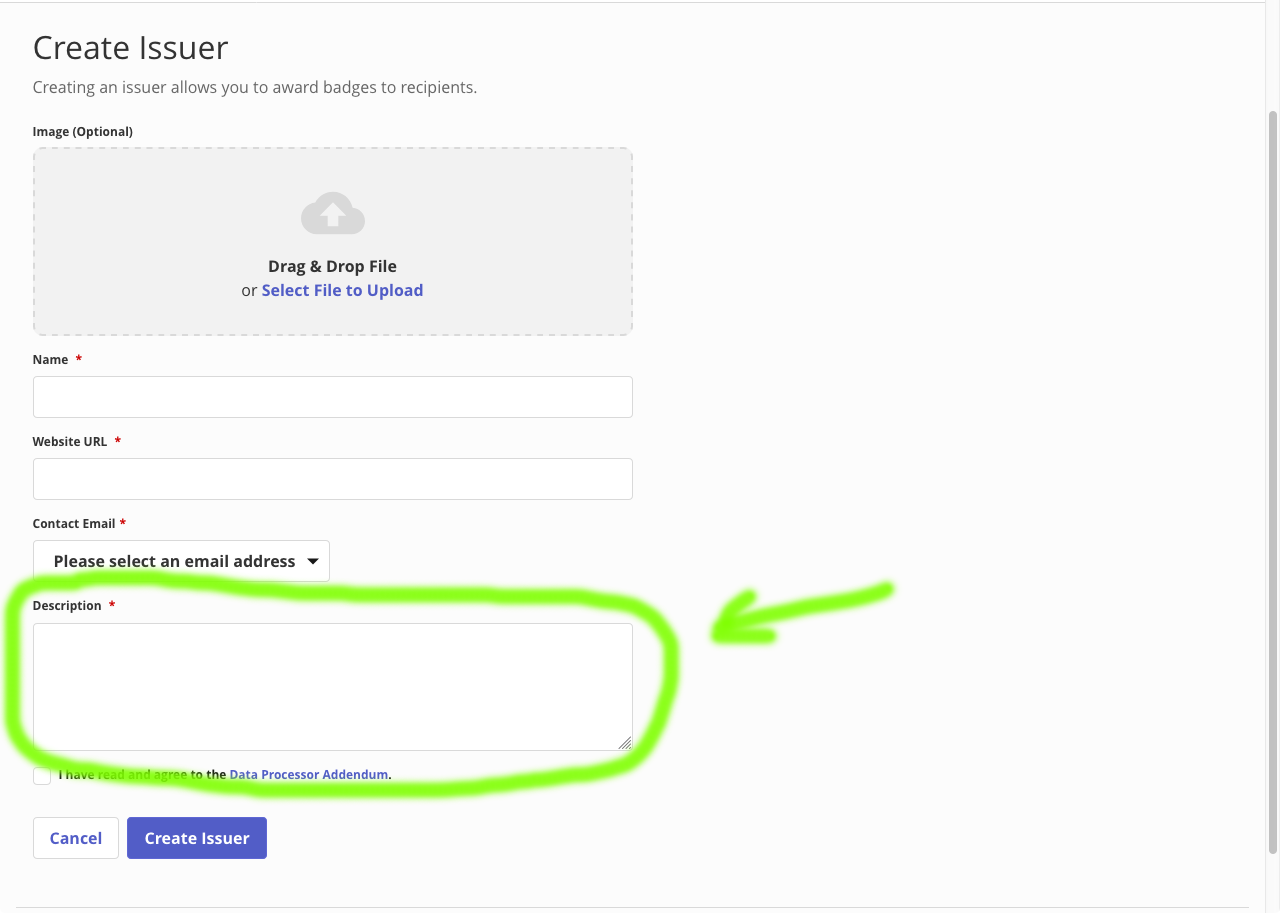 Create Issuer
Creating an issuer allows you to award badges to recipients.
Image (Optional)
Drag & Drop File
or Select File to Upload
Name *
Website URL *
Contact Email *
Please select an email address
Description *
I have read and agree to the Data Processor Addendum.
Cancel Create Issuer